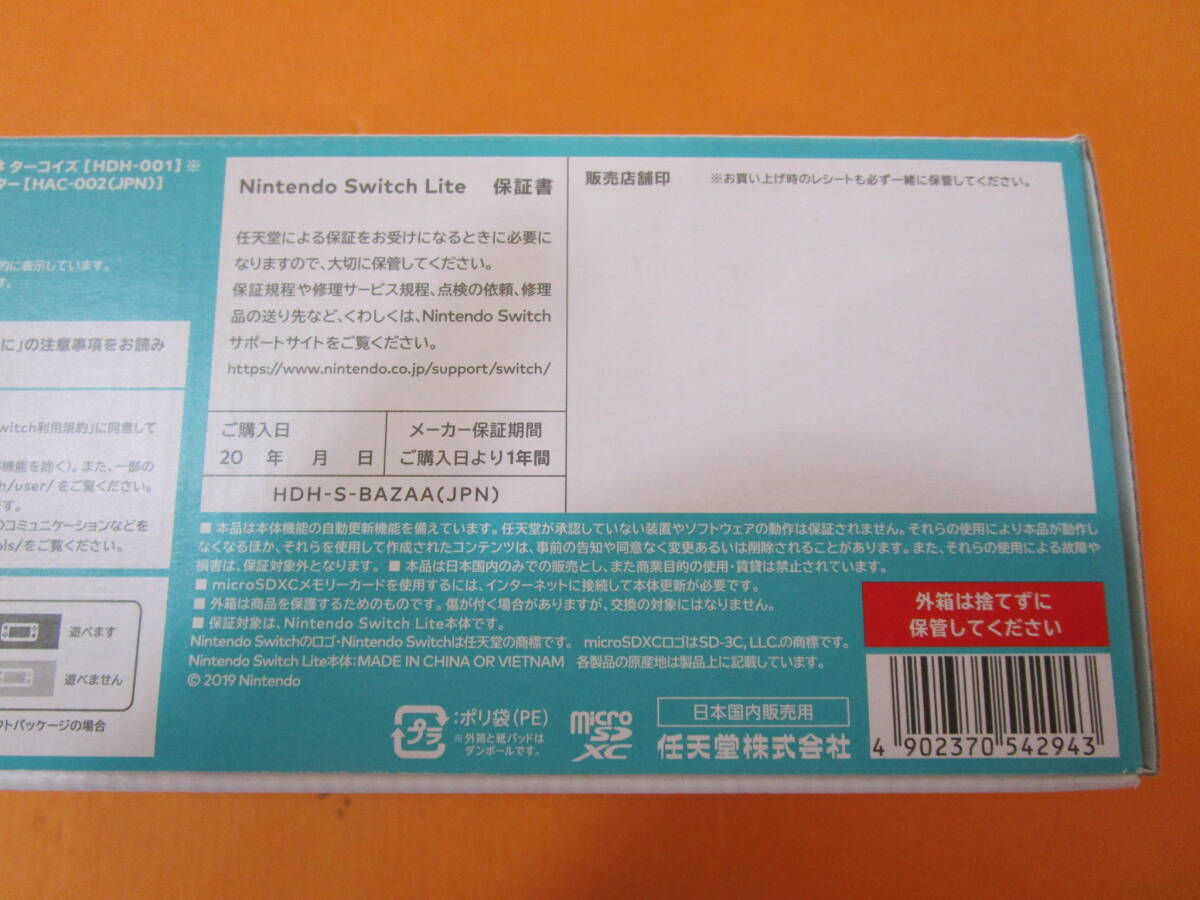 ターコイズ [HDH-001] ※
ター [HAC-002(JPN)]
的に表示しています。
す。
に」の注意事項をお読み
witch利用規約」に同意して
機能を除く)。また、一部の
h/user/ をご覧ください。
ます。
のコミュニケーションなどを
ols/をご覧ください。
遊べます
遊べません
フトパッケージの場合
Nintendo Switch Lite 保証書
任天堂による保証をお受けになるときに必要に
なりますので、大切に保管してください。
保証規程や修理サービス規程、点検の依頼、修理
品の送り先など、くわしくは、Nintendo Switch
サポートサイトをご覧ください。
https://www.nintendo.co.jp/support/switch/
ご購入日
20 年 月 日
メーカー保証期間
ご購入日より1年間
HDH-S-BAZAA(JPN)
販売店舗印 ※お買い上げ時のレシートも必ず一緒に保管してください。
■ 本品は本体機能の自動更新機能を備えています。任天堂が承認していない装置やソフトウェアの動作は保証されません。それらの使用により本品が動作し
なくなるほか、それらを使用して作成されたコンテンツは、事前の告知や同意なく変更あるいは削除されることがあります。また、それらの使用による故障や
損害は、保証対象外となります。 ■ 本品は日本国内のみでの販売とし、また商業目的の使用・賃貸は禁止されています。
■ microSDXCメモリーカードを使用するには、インターネットに接続して本体更新が必要です。
■ 外箱は商品を保護するためのものです。傷が付く場合がありますが、交換の対象にはなりません。
■ 保証対象は、Nintendo Switch Lite本体です。
Nintendo Switchのロゴ・Nintendo Switchは任天堂の商標です。 microSDXCロゴはSD-3C, LLC.の商標です。
Nintendo Switch Lite本体:MADE IN CHINA OR VIETNAM 各製品の原産地は製品上に記載しています。
© 2019 Nintendo
外箱は捨てずに
保管してください
プラ
:ポリ袋(PE)
※外箱と紙パッドは
ダンボールです。
micro
SD
XC
日本国内販売用
任天堂株式会社
4 902370 542943